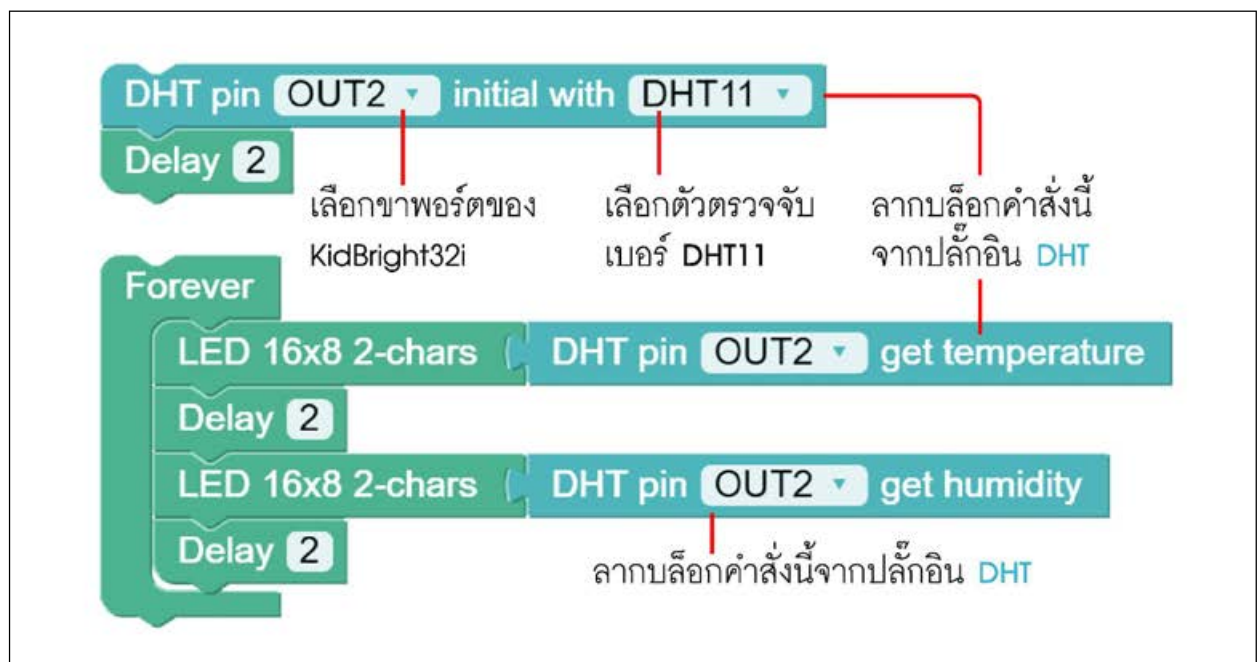 DHT pin OUT2 initial with DHT11
Delay 2
เลือกขาพอร์ตของ
KidBright32i
เลือกตัวตรวจจับ
เบอร์ DHT11
ลากบล็อกคำสั่งนี้
จากปลั๊กอิน DHT
Forever
LED 16x8 2-chars DHT pin OUT2 get temperature
Delay 2
LED 16x8 2-chars DHT pin OUT2 get humidity
Delay 2
ลากบล็อกคำสั่งนี้จากปลั๊กอิน DHT